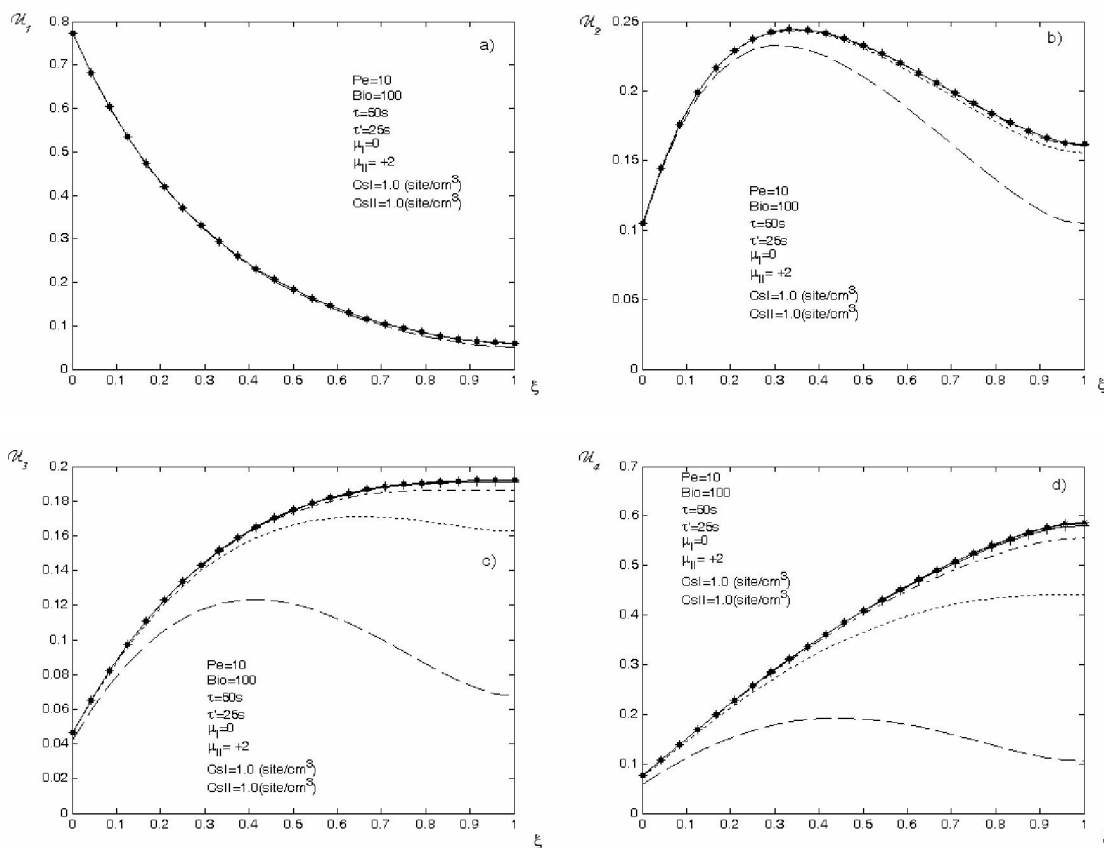 𝒰₁
0.8
0.7
0.6
0.5
0.4
0.3
0.2
0.1
0
a)
Pe=10
Bio=100
τ=60s
τ'=25s
μI=0
μII= +2
CsI=1.0 (site/cm³)
CsII=1.0(site/cm³)
0 0.1 0.2 0.3 0.4 0.5 0.6 0.7 0.8 0.9 1
ξ
𝒰₂
0.25
0.2
0.15
0.1
0.05
0
b)
Pe=10
Bio=100
τ=60s
τ'=25s
μI=0
μII= +2
CsI=1.0 (site/cm³)
CsII=1.0(site/cm³)
0 0.1 0.2 0.3 0.4 0.5 0.6 0.7 0.8 0.9 1
ξ
𝒰₃
0.2
0.18
0.16
0.14
0.12
0.1
0.08
0.06
0.04
0.02
0
c)
Pe=10
Bio=100
τ=60s
τ'=25s
μI=0
μII= +2
CsI=1.0 (site/cm³)
CsII=1.0(site/cm³)
0 0.1 0.2 0.3 0.4 0.5 0.6 0.7 0.8 0.9 1
ξ
𝒰₄
0.7
0.6
0.5
0.4
0.3
0.2
0.1
0
d)
Pe=10
Bio=100
τ=60s
τ'=25s
μI=0
μII= +2
CsI=1.0 (site/cm³)
CsII=1.0(site/cm³)
0 0.1 0.2 0.3 0.4 0.5 0.6 0.7 0.8 0.9 1